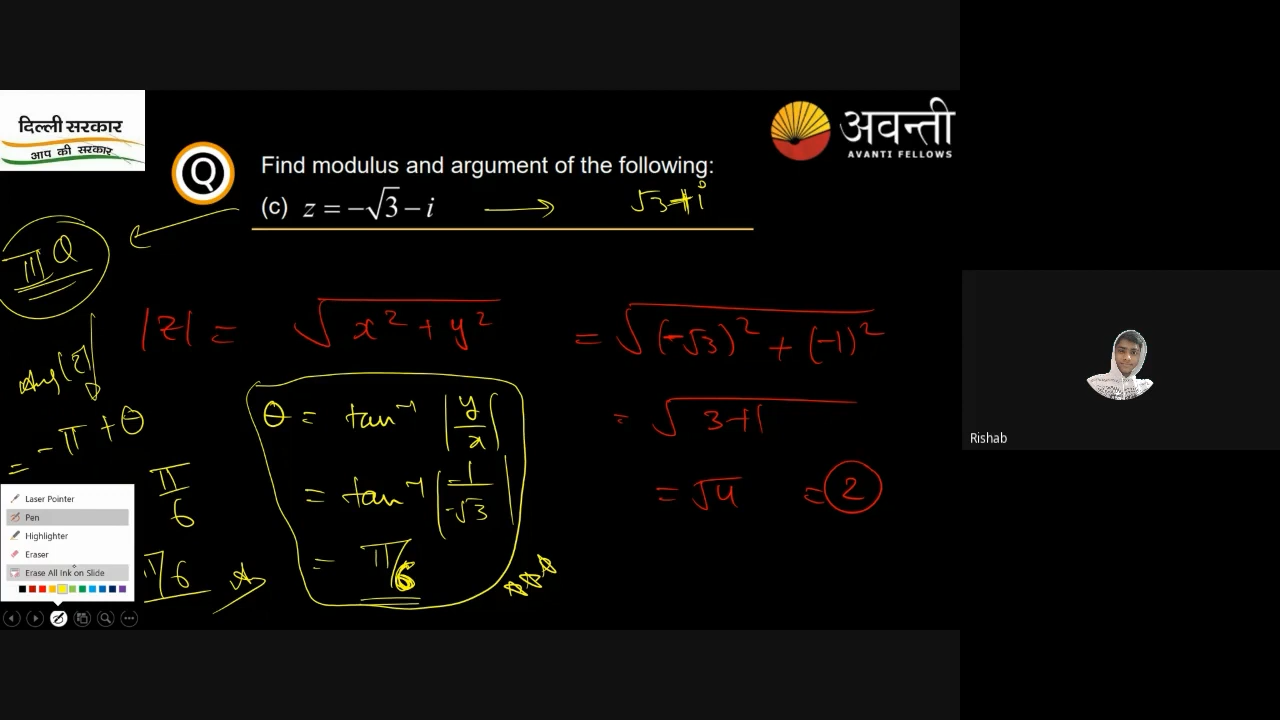 दिल्ली सरकार
आप की सरकार
Q
अवन्ती
AVANTI FELLOWS
Find modulus and argument of the following:
(c) z = −√3 − i ⟶ √3 + i
III Q
|z| = √(x² + y²) = √((-√3)² + (-1)²)
= √(3+1)
= √4 = 2
θ = tan⁻¹ |y/x|
= tan⁻¹ |-1/-√3|
= π/6
Arg(z)
= -π + θ
π/6
π/6
Laser Pointer
Pen
Highlighter
Eraser
Erase All Ink on Slide
Rishab